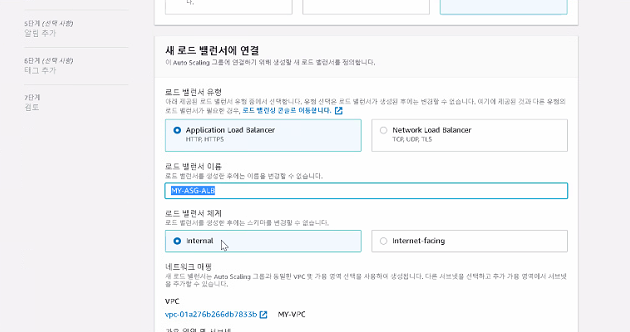 다.
5단계 (선택 사항)
알림 추가
6단계 (선택 사항)
태그 추가
7단계
검토
새 로드 밸런서에 연결
이 Auto Scaling 그룹에 연결하기 위해 생성될 새 로드 밸런서를 정의합니다.
로드 밸런서 유형
아래 제공된 로드 밸런서 유형 중에서 선택합니다. 유형 선택은 로드 밸런서가 생성된 후에는 변경할 수 없습니다. 여기에 제공된 것과 다른 유형의
로드 밸런서가 필요한 경우, 로드 밸런싱 콘솔로 이동합니다.
Application Load Balancer
HTTP, HTTPS
Network Load Balancer
TCP, UDP, TLS
로드 밸런서 이름
로드 밸런서를 생성한 후에는 이름을 변경할 수 없습니다.
MY-ASG-ALB
로드 밸런서 체계
로드 밸런서를 생성한 후에는 스키마를 변경할 수 없습니다.
Internal
Internet-facing
네트워크 매핑
새 로드 밸런서는 Auto Scaling 그룹과 동일한 VPC 및 가용 영역 선택을 사용하여 생성됩니다. 다른 서브넷을 선택하고 추가 가용 영역에서 서브넷
을 추가할 수 있습니다.
VPC
vpc-01a276b266db7833b MY-VPC
가용 영역 및 서브넷